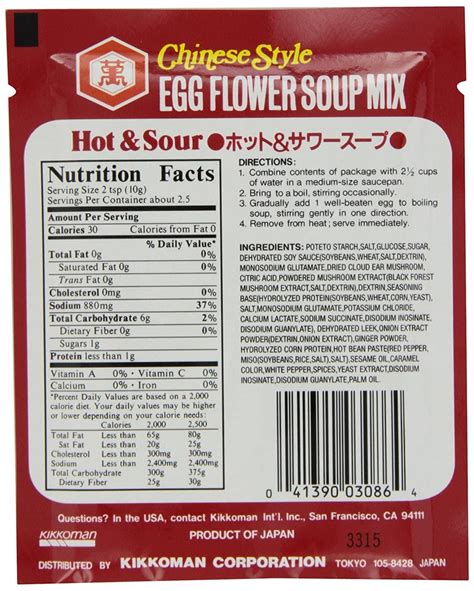 萬
Chinese Style
EGG FLOWER SOUP MIX
Hot & Sour ●ホット&サワースープ●
Nutrition Facts
Serving Size 2 tsp (10g)
Servings Per Container about 2.5
Amount Per Serving
Calories 30 Calories from Fat 0
% Daily Value*
Total Fat 0g 0%
Saturated Fat 0g 0%
Trans Fat 0g
Cholesterol 0mg 0%
Sodium 880mg 37%
Total Carbohydrate 6g 2%
Dietary Fiber 0g 0%
Sugars 1g
Protein less than 1g
Vitamin A 0% • Vitamin C 0%
Calcium 0% • Iron 0%
*Percent Daily Values are based on a 2,000
calorie diet. Your daily values may be higher
or lower depending on your calorie needs:
Calories 2,000 2,500
Total Fat Less than 65g 80g
Sat Fat Less than 20g 25g
Cholesterol Less than 300mg 300mg
Sodium Less than 2,400mg 2,400mg
Total Carbohydrate 300g 375g
Dietary Fiber 25g 30g
DIRECTIONS:
1. Combine contents of package with 2½ cups
of water in a medium-size saucepan.
2. Bring to a boil, stirring occasionally.
3. Gradually add 1 well-beaten egg to boiling
soup, stirring gently in one direction.
4. Remove from heat; serve immediately.
INGREDIENTS: POTETO STARCH,SALT,GLUCOSE,SUGAR,
DEHYDRATED SOY SAUCE(SOYBEANS,WHEAT,SALT,DEXTRIN),
MONOSODIUM GLUTAMATE,DRIED CLOUD EAR MUSHROOM,
CITRIC ACID,POWDERED MUSHROOM EXTRACT(BLACK FOREST
MUSHROOM EXTRACT,SALT,DEXTRIN),DEXTRIN,SEASONING
BASE(HYDROLYZED PROTEIN(SOYBEANS,WHEAT,CORN,YEAST),
SALT,MONOSODIUM GLUTAMATE,POTASSIUM CHLORIDE,
CALCIUM LACTATE,SODIUM SUCCINATE,DISODIUM INOSINATE,
DISODIUM GUANYLATE), DEHYDRATED LEEK,ONION EXTRACT
POWDER(DEXTRIN,ONION EXTRACT),GINGER POWDER,
HYDROLYZED CORN PROTEIN,HOT BEAN PASTE(RED PEPPER,
MISO(SOYBEANS,RICE,SALT),SALT),SESAME OIL,CARAMEL
COLOR,WHITE PEPPER,SPICES,YEAST EXTRACT,DISODIUM
INOSINATE,DISODIUM GUANYLATE,PALM OIL.
0 41390 03086 4
Questions? In the USA, contact Kikkoman Int'l. Inc., San Francisco, CA 94111
KIKKOMAN PRODUCT OF JAPAN 3315
DISTRIBUTED BY KIKKOMAN CORPORATION TOKYO 105-8428 JAPAN